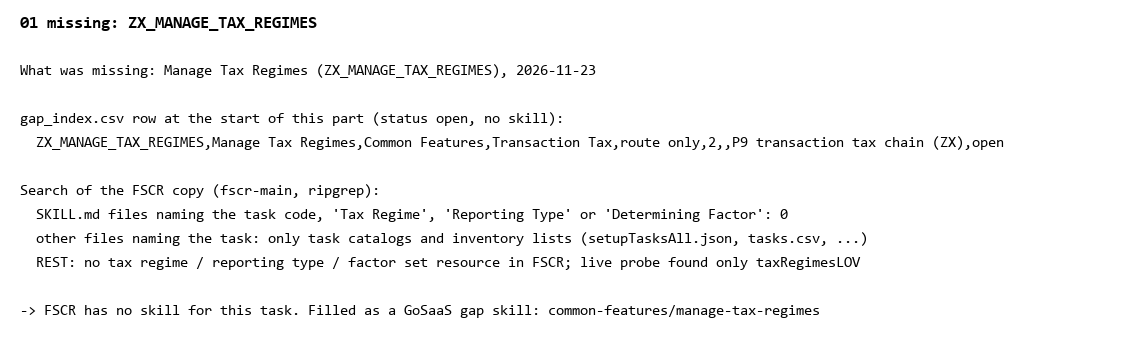 01 missing: ZX_MANAGE_TAX_REGIMES
What was missing: Manage Tax Regimes (ZX_MANAGE_TAX_REGIMES), 2026-11-23
gap_index.csv row at the start of this part (status open, no skill):
ZX_MANAGE_TAX_REGIMES,Manage Tax Regimes,Common Features,Transaction Tax,route only,2,,P9 transaction tax chain (ZX),open
Search of the FSCR copy (fscr-main, ripgrep):
SKILL.md files naming the task code, 'Tax Regime', 'Reporting Type' or 'Determining Factor': 0
other files naming the task: only task catalogs and inventory lists (setupTasksAll.json, tasks.csv, ...)
REST: no tax regime / reporting type / factor set resource in FSCR; live probe found only taxRegimesLOV
-> FSCR has no skill for this task. Filled as a GoSaaS gap skill: common-features/manage-tax-regimes